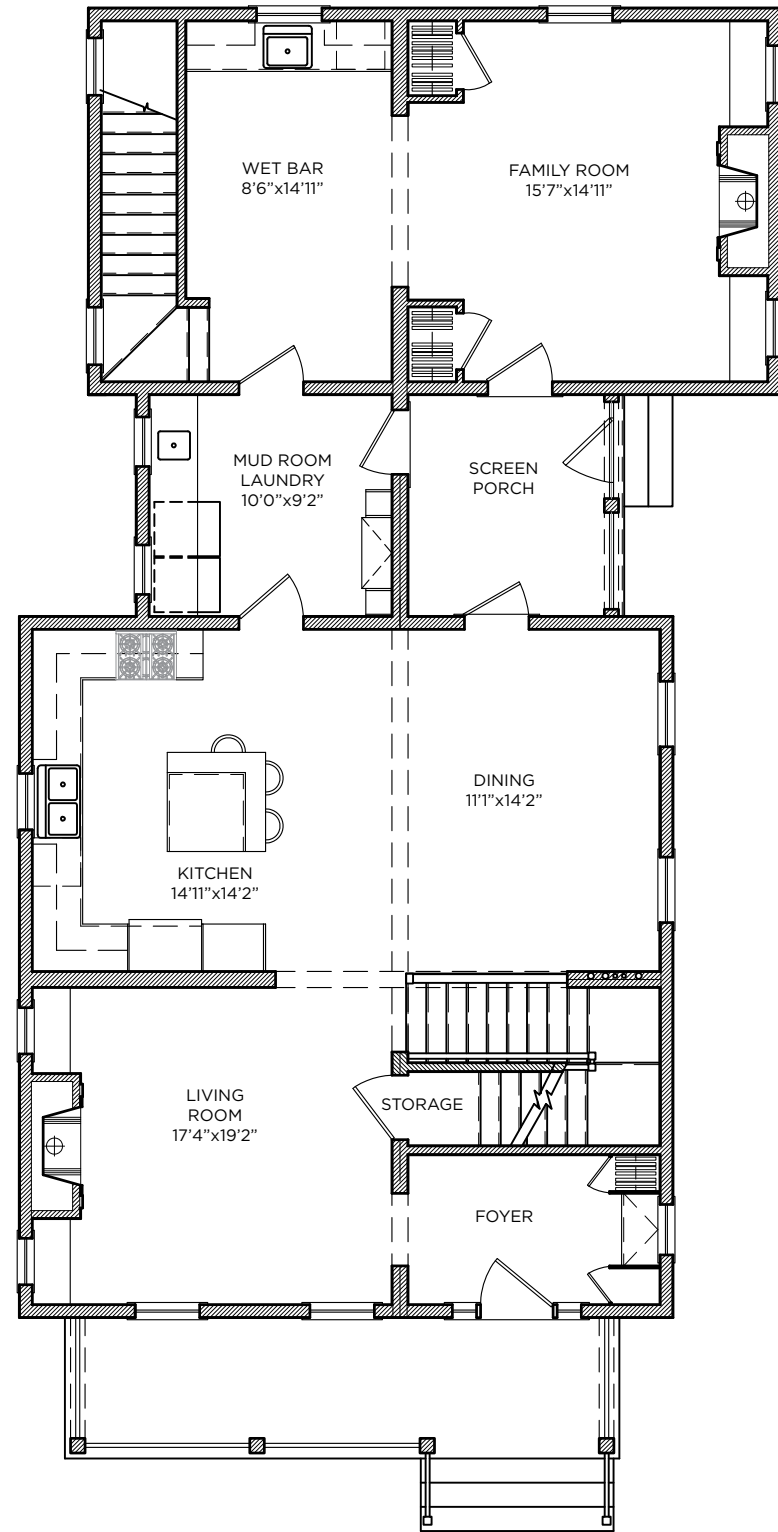 WET BAR
8’6”x14’11”
FAMILY ROOM
15’7”x14’11”
MUD ROOM
LAUNDRY
10’0”x9’2”
SCREEN
PORCH
DINING
11’1”x14’2”
KITCHEN
14’11”x14’2”
LIVING
ROOM
17’4”x19’2”
STORAGE
FOYER